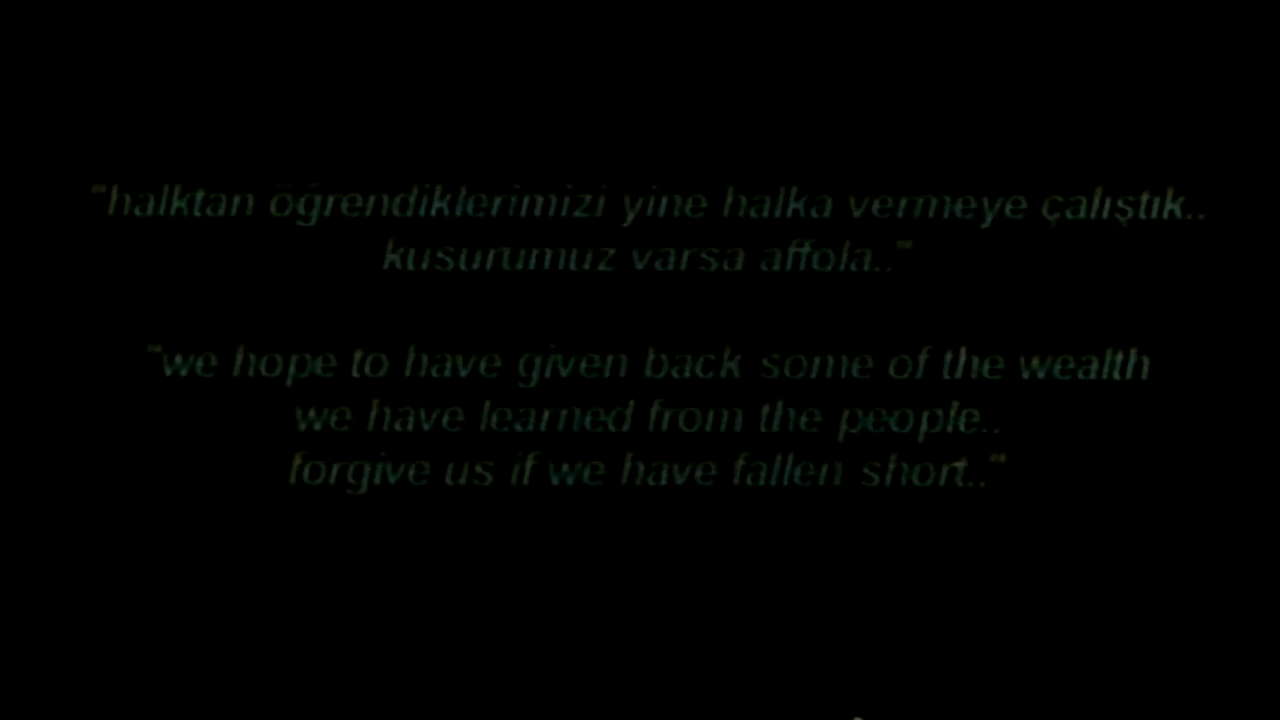 "halktan öğrendiklerimizi yine halka vermeye çalıştık..
kusurumuz varsa affola.."
"we hope to have given back some of the wealth
we have learned from the people..
forgive us if we have fallen short.."